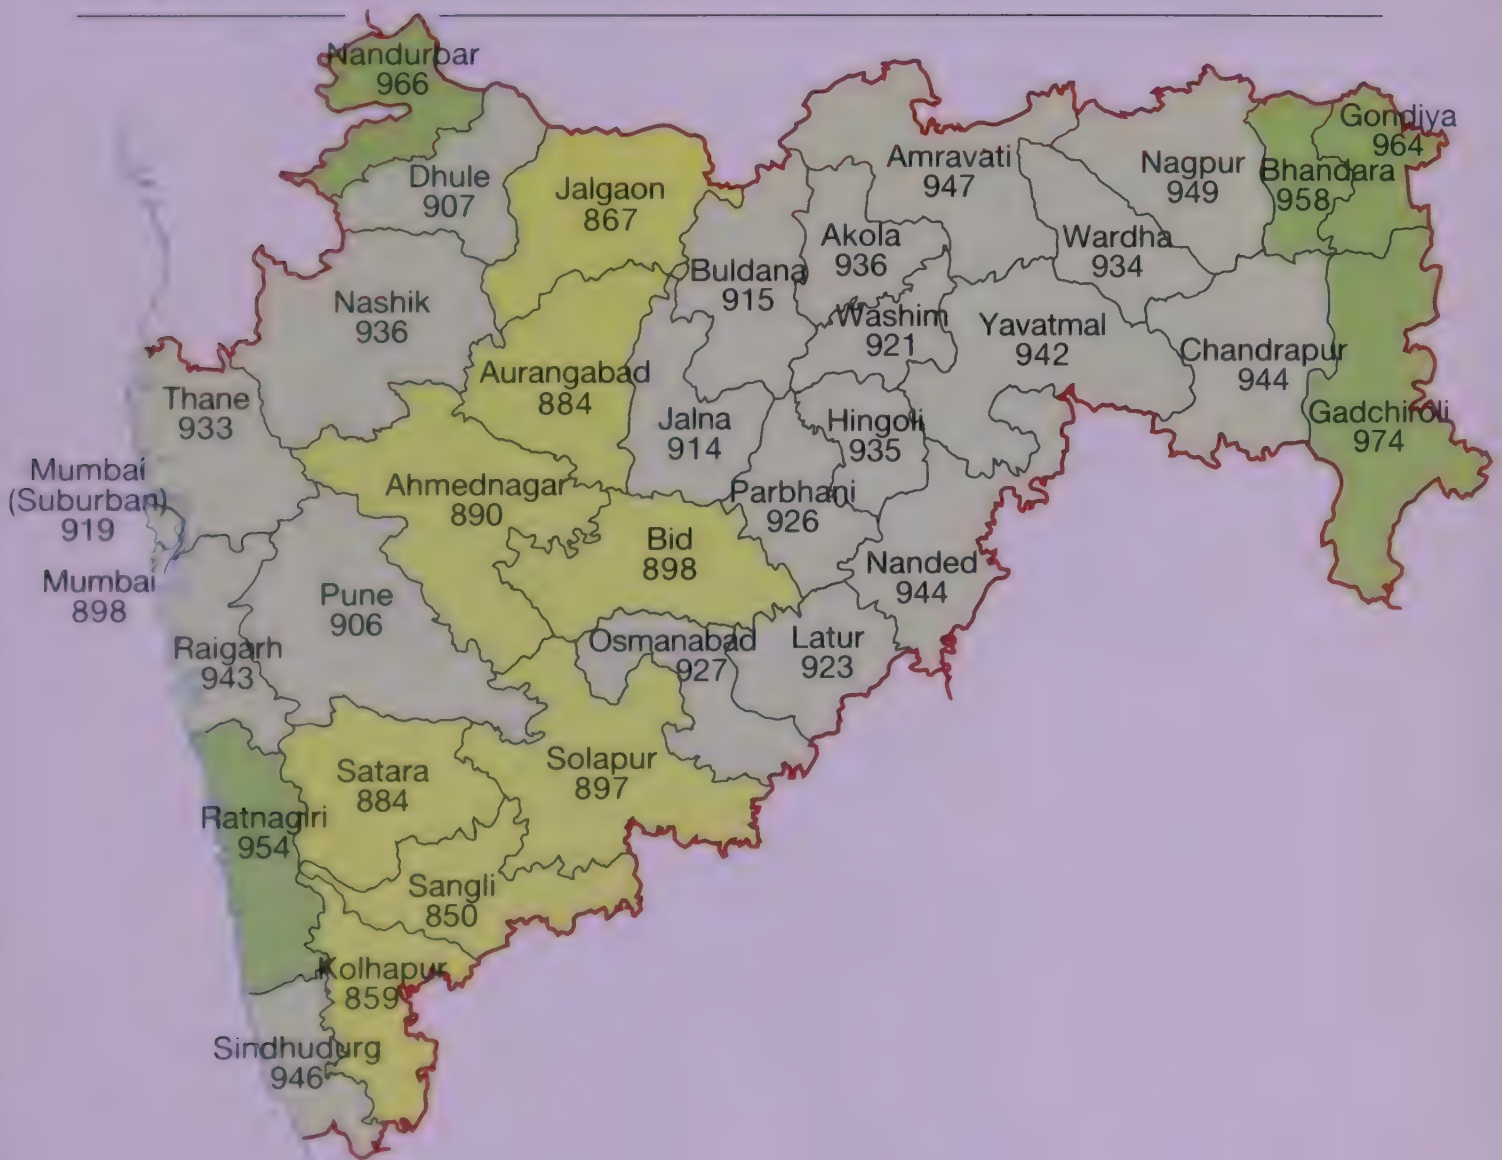 Nandurbar
966
Dhule
907
Jalgaon
867
Amravati
947
Nagpur
949
Bhandara
958
Gondiya
964
Akola
936
Wardha
934
Buldana
915
Nashik
936
Washim
921
Yavatmal
942
Chandrapur
944
Gadchiroli
974
Aurangabad
884
Thane
933
Jalna
914
Hingoli
935
Mumbai
(Suburban)
919
Ahmednagar
890
Parbhani
926
Bid
898
Nanded
944
Mumbai
898
Pune
906
Raigarh
943
Osmanabad
927
Latur
923
Satara
884
Solapur
897
Ratnagiri
954
Sangli
850
Kolhapur
859
Sindhudurg
946